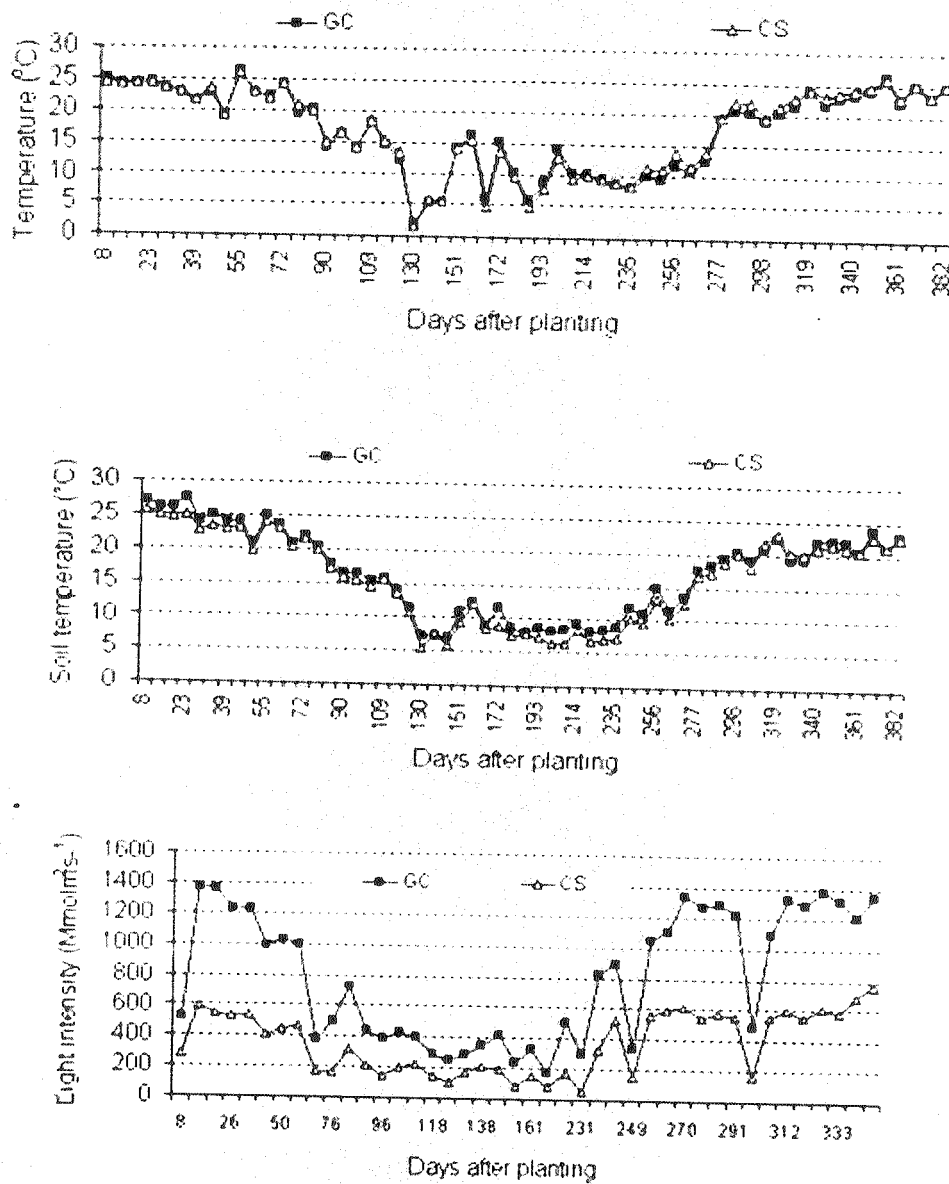 GC CS
30
25
20
15
10
5
0
Temperature (°C)
8 23 39 55 72 90 109 130 151 172 193 214 235 256 277 298 319 340 361 382
Days after planting
GC CS
30
25
20
15
10
5
0
Soil temperature (°C)
8 23 39 55 72 90 109 130 151 172 193 214 235 256 277 298 319 340 361 382
Days after planting
1600
1400
1200
1000
800
600
400
200
0
GC CS
Light Intensity (Mmolm²s-¹)
8 26 50 76 96 118 138 161 231 249 270 291 312 333
Days after planting